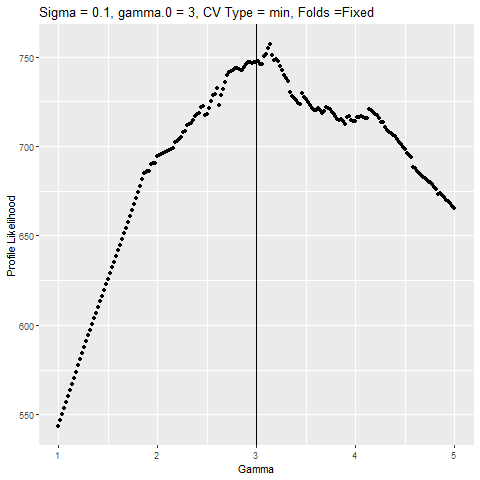 Sigma = 0.1, gamma.0 = 3, CV Type = min, Folds =Fixed
Profile Likelihood
750
700
650
600
550
1 2 3 4 5
Gamma